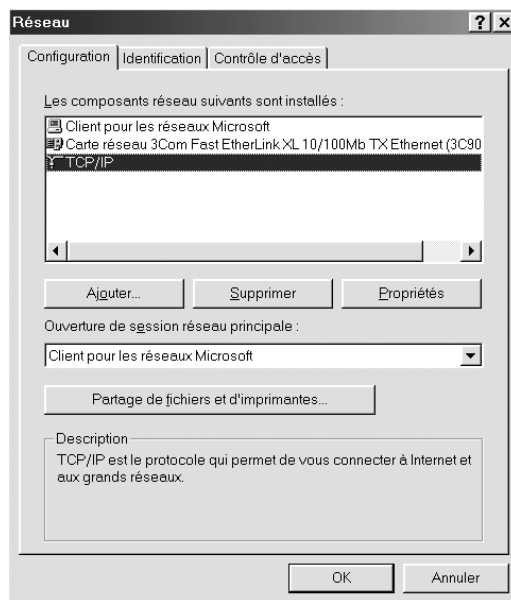 Réseau
Configuration Identification Contrôle d'accès
Les composants réseau suivants sont installés :
Client pour les réseaux Microsoft
Carte réseau 3Com Fast EtherLink XL 10/100Mb TX Ethernet (3C90
TCP/IP
Ajouter... Supprimer Propriétés
Ouverture de session réseau principale :
Client pour les réseaux Microsoft
Partage de fichiers et d'imprimantes...
Description
TCP/IP est le protocole qui permet de vous connecter à Internet et
aux grands réseaux.
OK Annuler